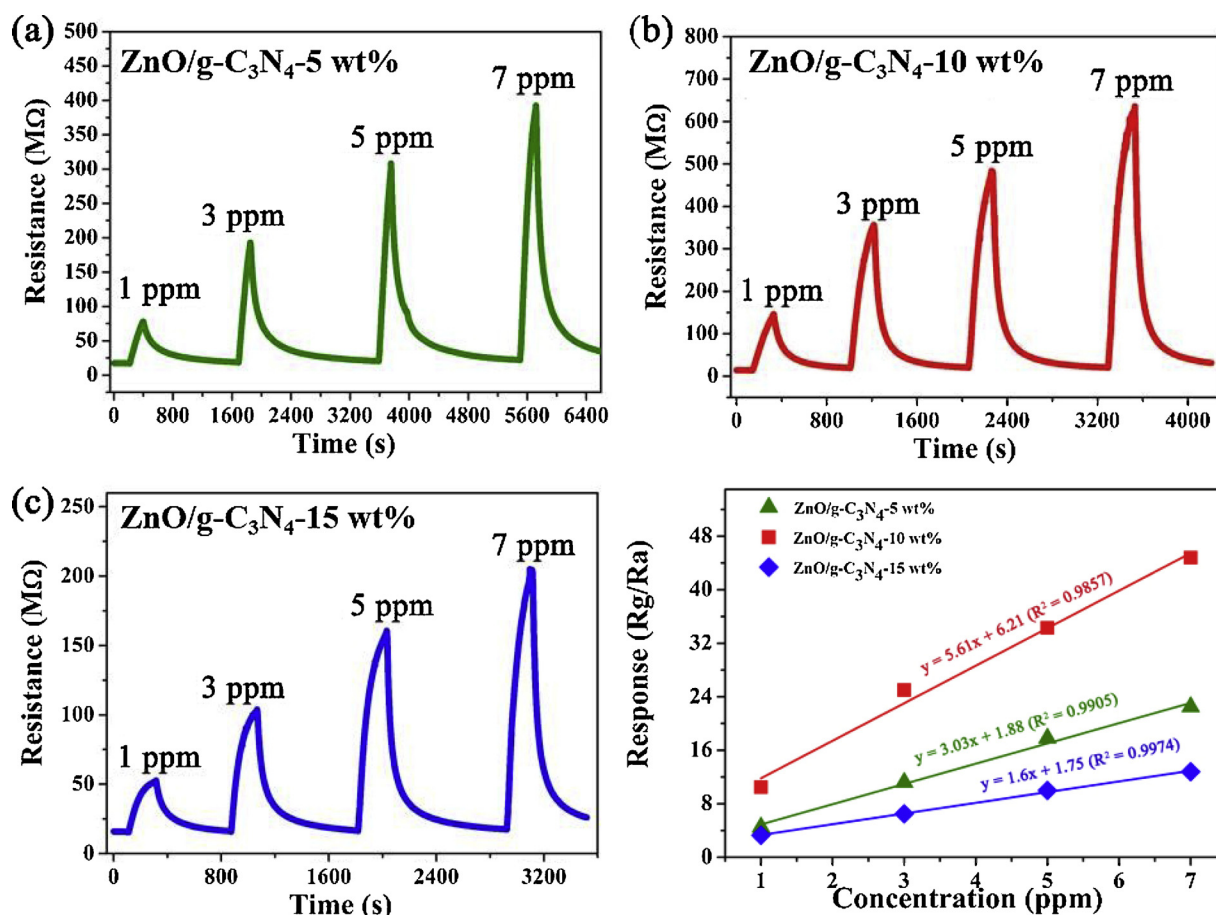 (a)
ZnO/g-C₃N₄-5 wt%
500
450
400
350
300
250
200
150
100
50
0
Resistance (MΩ)
1 ppm
3 ppm
5 ppm
7 ppm
0 800 1600 2400 3200 4000 4800 5600 6400
Time (s)
(b)
ZnO/g-C₃N₄-10 wt%
800
700
600
500
400
300
200
100
0
Resistance (MΩ)
1 ppm
3 ppm
5 ppm
7 ppm
0 800 1600 2400 3200 4000
Time (s)
(c)
ZnO/g-C₃N₄-15 wt%
250
200
150
100
50
0
Resistance (MΩ)
1 ppm
3 ppm
5 ppm
7 ppm
0 800 1600 2400 3200
Time (s)
ZnO/g-C₃N₄-5 wt%
ZnO/g-C₃N₄-10 wt%
ZnO/g-C₃N₄-15 wt%
48
40
32
24
16
8
0
Response (Rg/Ra)
y = 5.61x + 6.21 (R² = 0.9857)
y = 3.03x + 1.88 (R² = 0.9905)
y = 1.6x + 1.75 (R² = 0.9974)
1 2 3 4 5 6 7
Concentration (ppm)